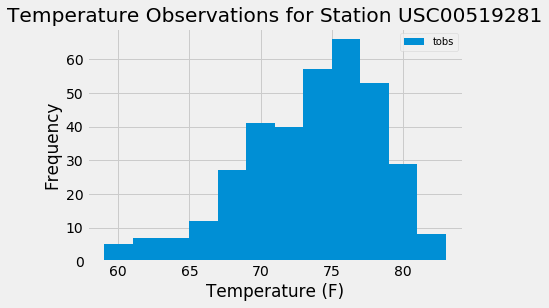 Temperature Observations for Station USC00519281
tobs
Frequency
60
50
40
30
20
10
0
60 65 70 75 80
Temperature (F)